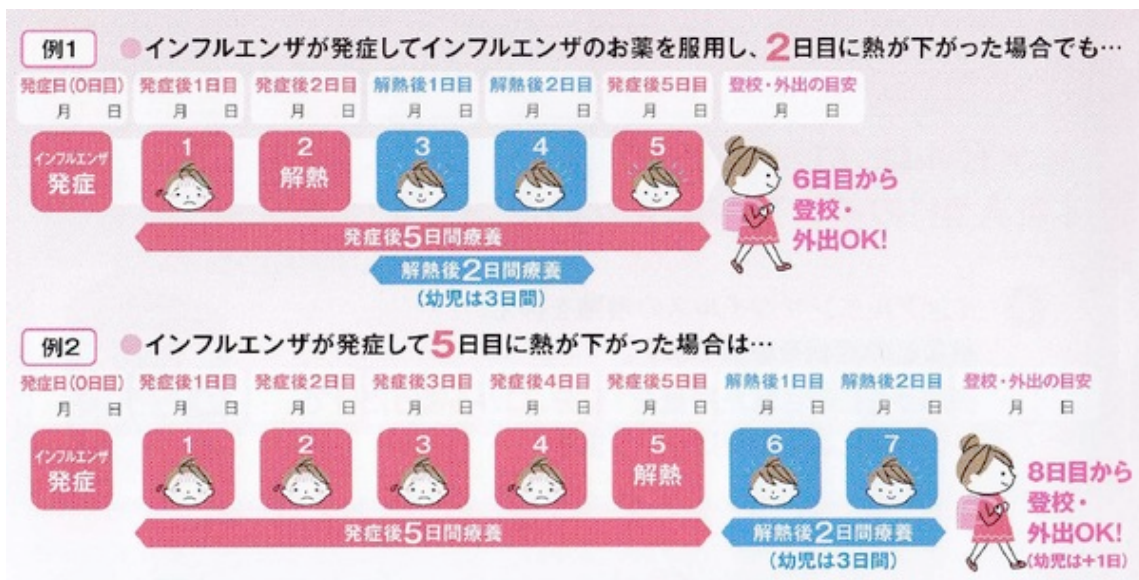 例1 ●インフルエンザが発症してインフルエンザのお薬を服用し、2日目に熱が下がった場合でも…
発症日(0日目) 発症後1日目 発症後2日目 解熱後1日目 解熱後2日目 発症後5日目 登校・外出の目安
月 日 月 日 月 日 月 日 月 日 月 日 月 日
インフルエンザ
発症
1
2
解熱
3
4
5
6日目から
登校・
外出OK!
発症後5日間療養
解熱後2日間療養
(幼児は3日間)
例2 ●インフルエンザが発症して5日目に熱が下がった場合は…
発症日(0日目) 発症後1日目 発症後2日目 発症後3日目 発症後4日目 発症後5日目 解熱後1日目 解熱後2日目 登校・外出の目安
月 日 月 日 月 日 月 日 月 日 月 日 月 日 月 日 月 日
インフルエンザ
発症
1
2
3
4
5
解熱
6
7
8日目から
登校・
外出OK!
(幼児は+1日)
発症後5日間療養
解熱後2日間療養
(幼児は3日間)